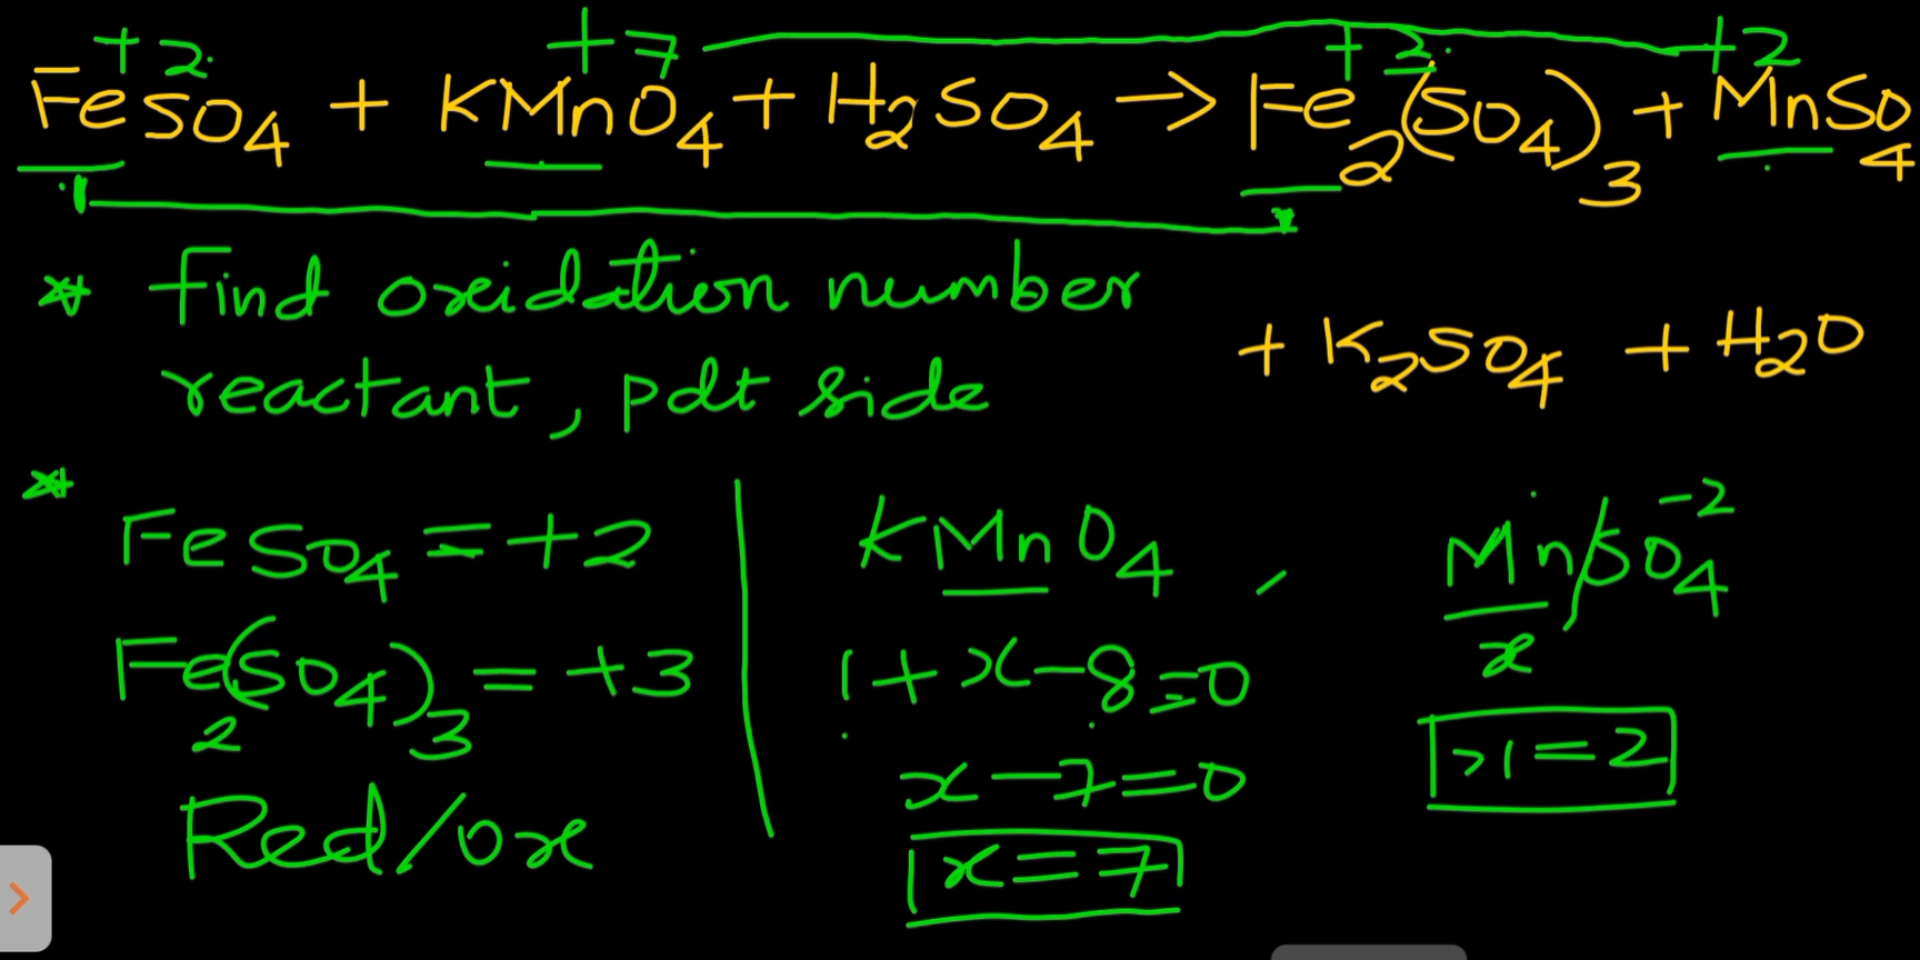 +2 +7 +3 +2
FeSO4 + KMnO4 + H2SO4 → Fe2(SO4)3 + MnSO4
+ K2SO4 + H2O
* Find oxidation number
reactant, pdt side
*
FeSO4 = +2
Fe2(SO4)3 = +3
Red/ox
KMnO4 ,
1+x-8=0
x-7=0
x=7
MnSO4 -2
x
x=2